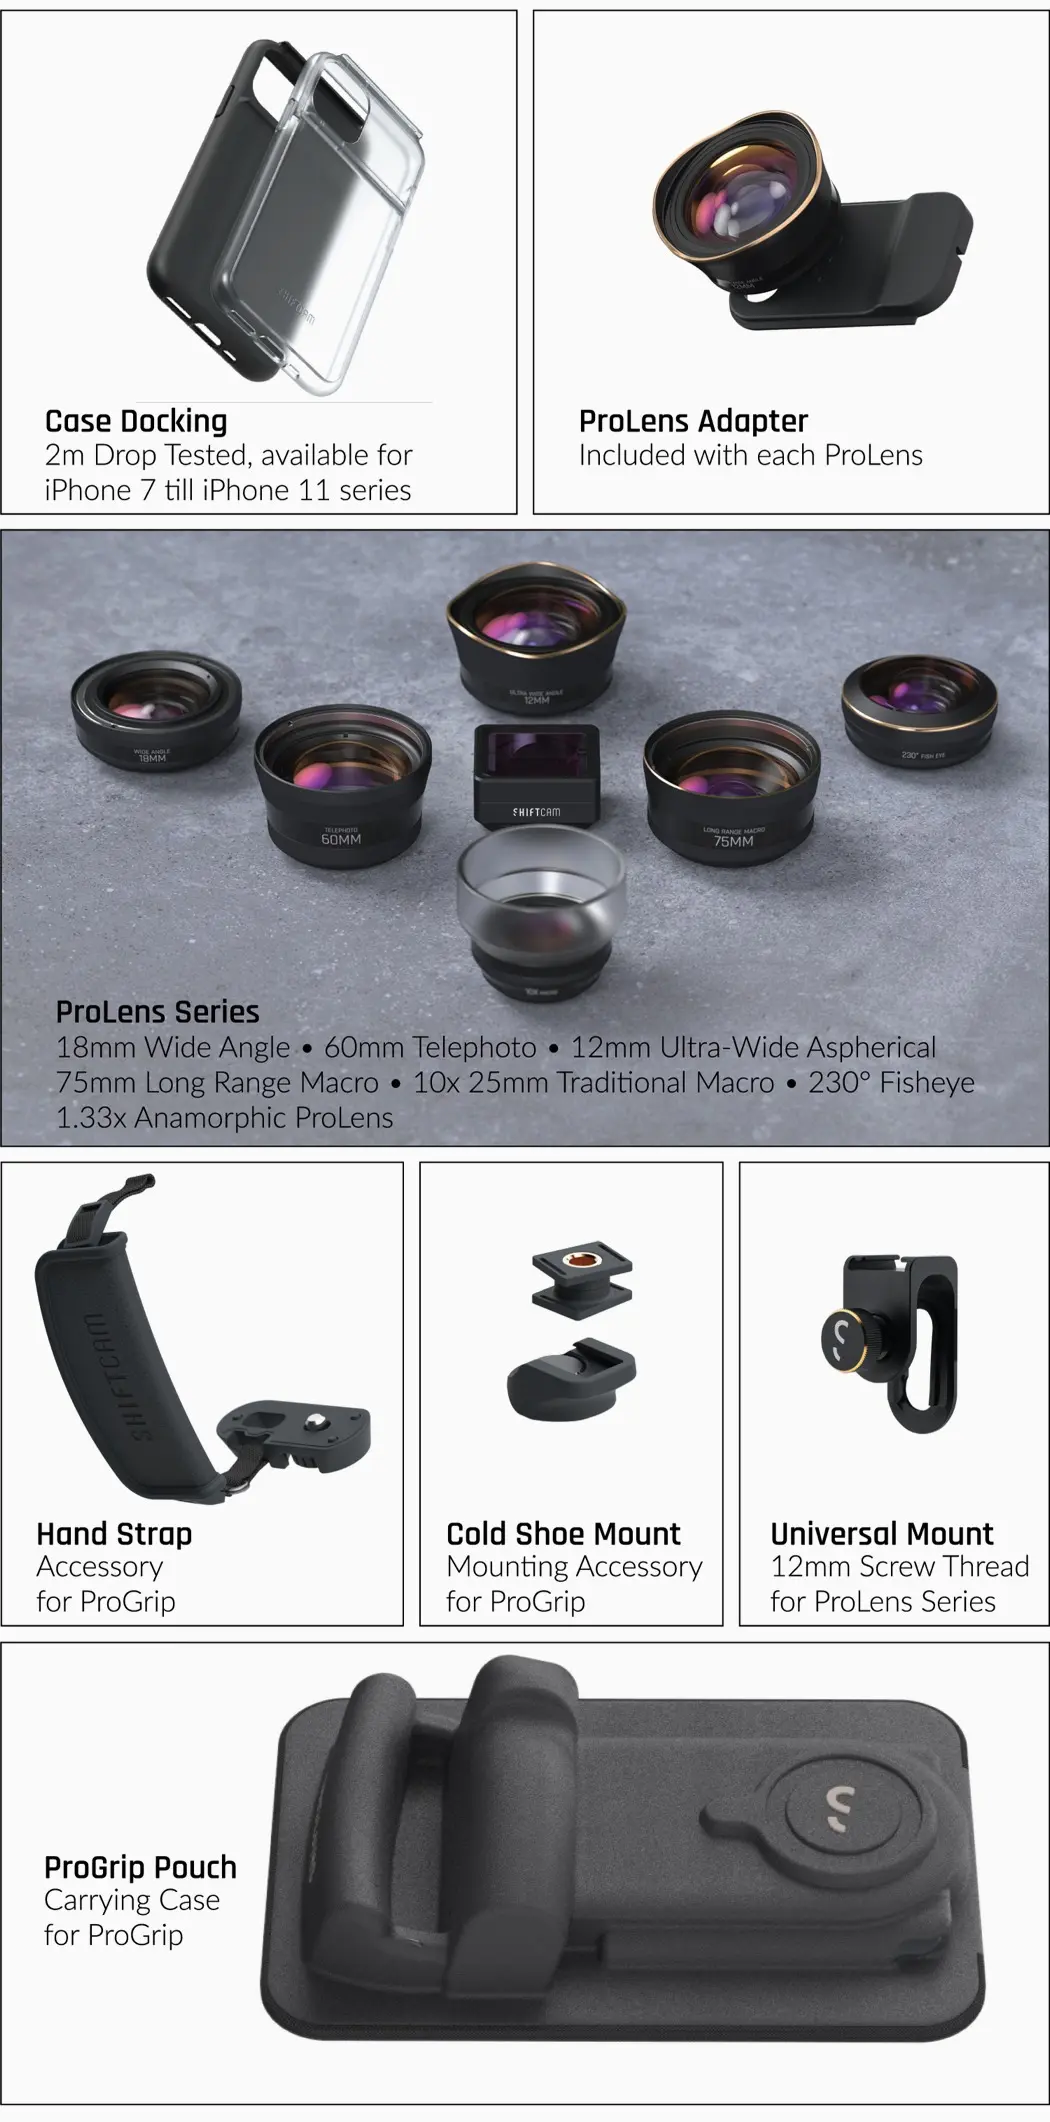 SHIFTCAM
Case Docking
2m Drop Tested, available for
iPhone 7 till iPhone 11 series
12MM
ProLens Adapter
Included with each ProLens
ULTRA WIDE ANGLE
12MM
WIDE ANGLE
18MM
230° FISH EYE
TELEPHOTO
60MM
SHIFTCAM
LONG RANGE MACRO
75MM
10X MACRO
ProLens Series
18mm Wide Angle • 60mm Telephoto • 12mm Ultra-Wide Aspherical
75mm Long Range Macro • 10x 25mm Traditional Macro • 230° Fisheye
1.33x Anamorphic ProLens
SHIFTCAM
Hand Strap
Accessory
for ProGrip
Cold Shoe Mount
Mounting Accessory
for ProGrip
Universal Mount
12mm Screw Thread
for ProLens Series
ProGrip Pouch
Carrying Case
for ProGrip